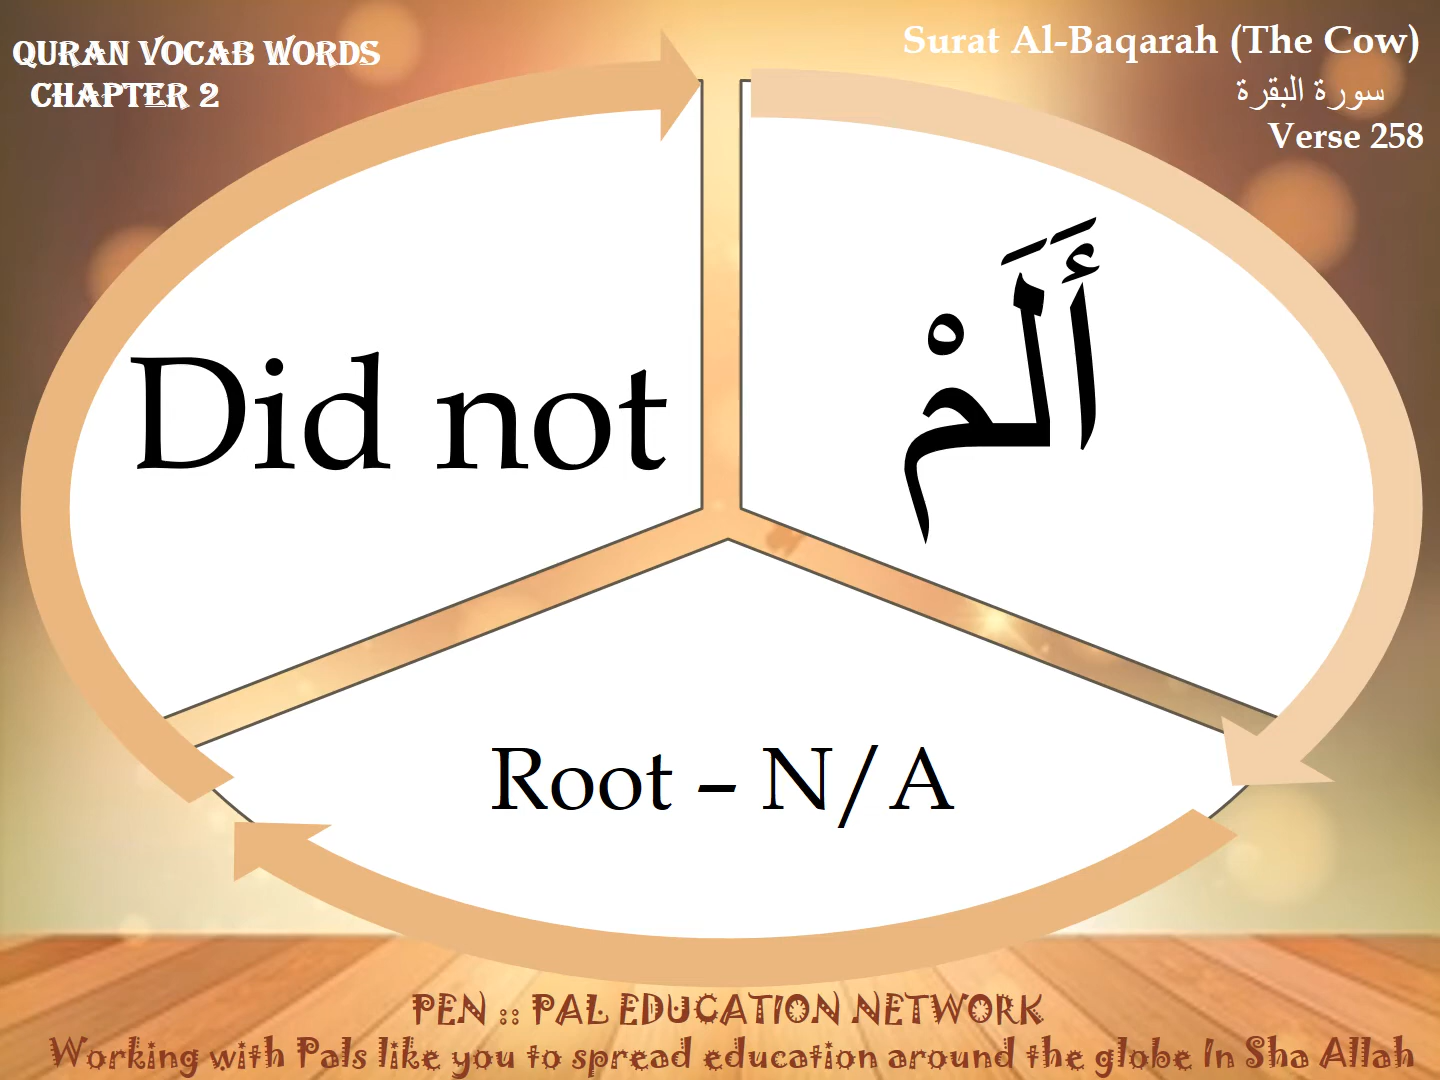 QURAN VOCAB WORDS
CHAPTER 2
Surat Al-Baqarah (The Cow)
سورة البقرة
Verse 258
أَلَمْ
Did not
Root – N/A
PEN :: PAL EDUCATION NETWORK
Working with Pals like you to spread education around the globe In Sha Allah